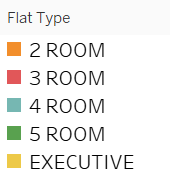 Flat Type
2 ROOM
3 ROOM
4 ROOM
5 ROOM
EXECUTIVE